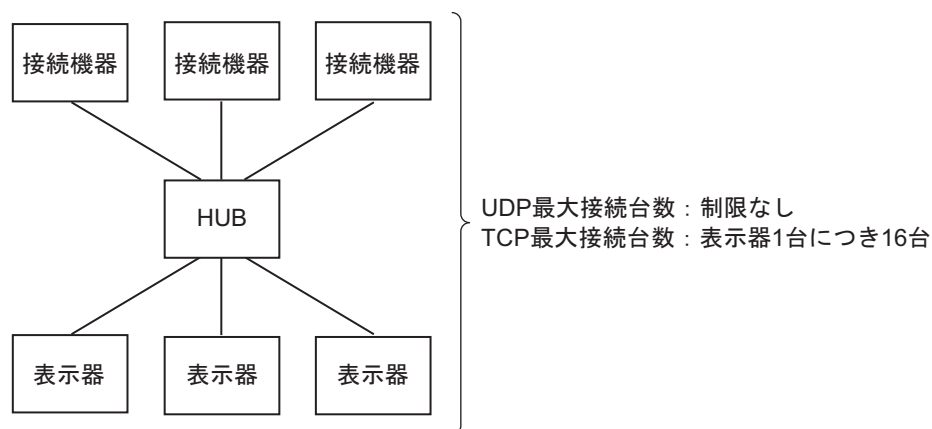 接続機器
接続機器
接続機器
HUB
UDP最大接続台数：制限なし
TCP最大接続台数：表示器1台につき16台
表示器
表示器
表示器